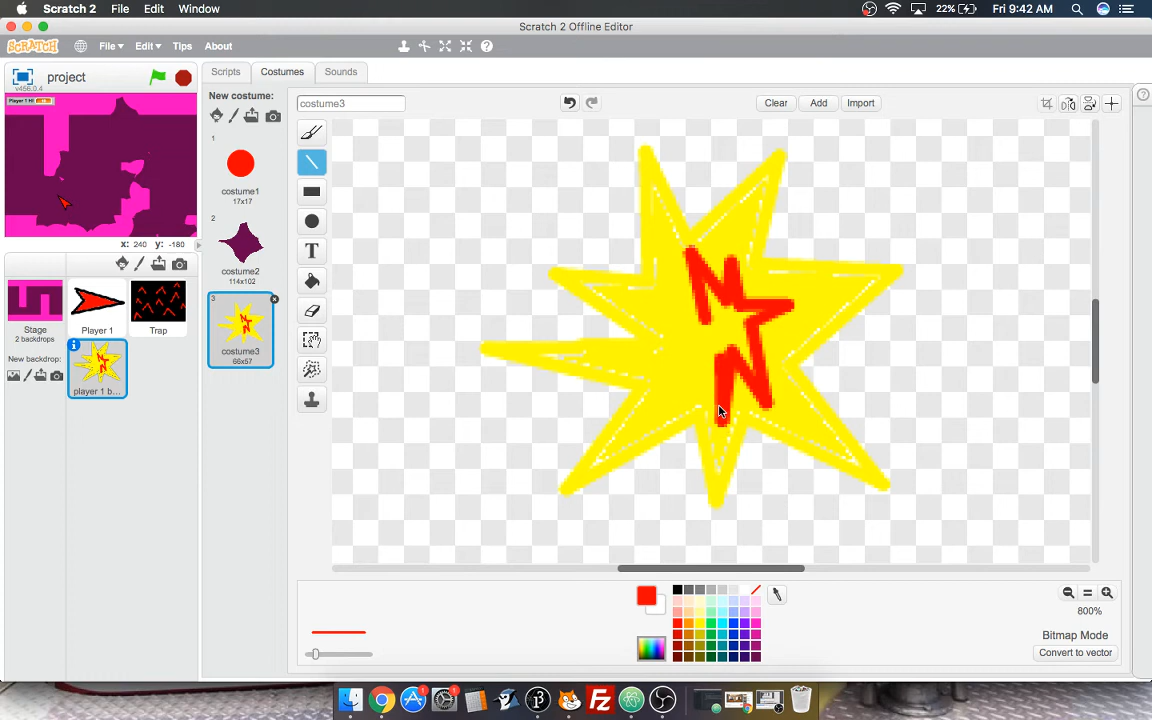 Scratch 2 File Edit Window 22% Fri 9:42 AM
Scratch 2 Offline Editor
SCRATCH File Edit Tips About
project
v456.0.4
Scripts Costumes Sounds
New costume:
costume3
Clear Add Import
1
costume1
17x17
2
costume2
114x102
3
costume3
66x57
x: 240 y: -180
Stage
2 backdrops
Player 1
Trap
New backdrop:
player 1 b...
T
800%
Bitmap Mode
Convert to vector